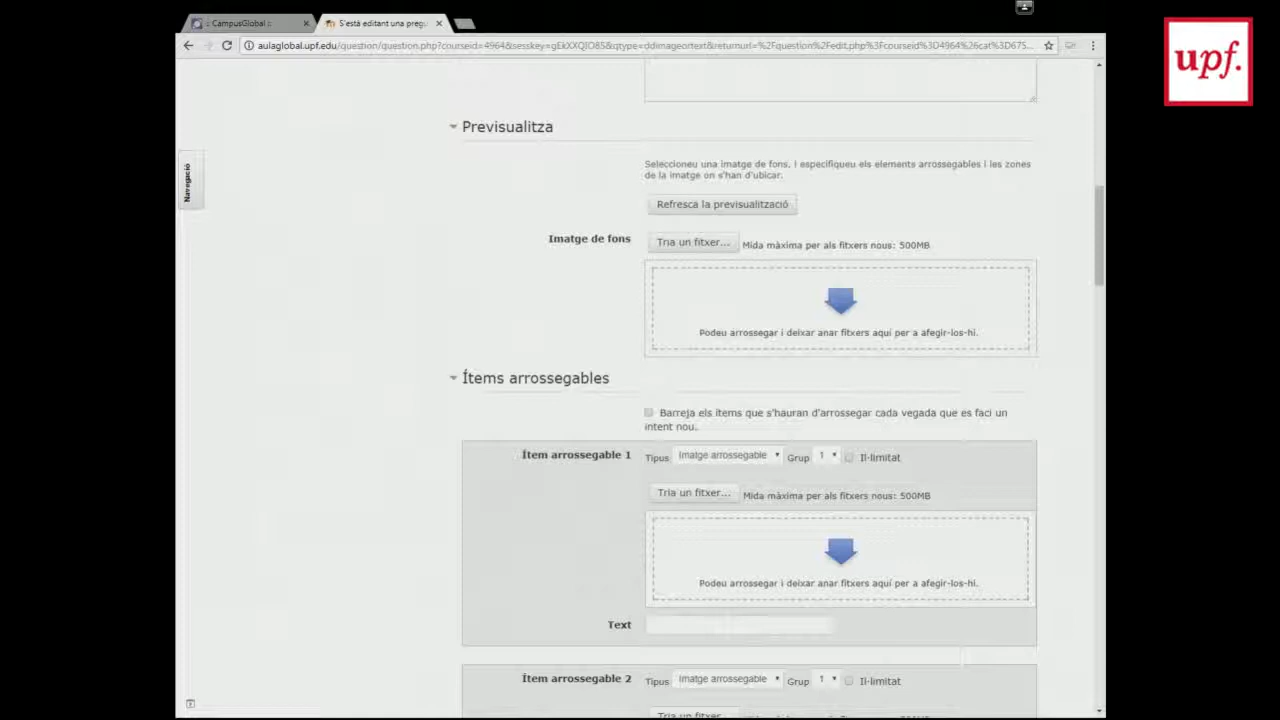 :: CampusGlobal ::
S'està editant una pregu
aulaglobal.upf.edu/question/question.php?courseid=4964&sesskey=gEkXXQJO85&qtype=ddimageortext&returnurl=%2Fquestion%2Fedit.php%3Fcourseid%3D4964%26cat%3D675...
upf.
Previsualitza
Navegació
Seleccioneu una imatge de fons, i especifiqueu els elements arrossegables i les zones
de la imatge on s'han d'ubicar.
Refresca la previsualització
Imatge de fons
Tria un fitxer... Mida màxima per als fitxers nous: 500MB
Podeu arrossegar i deixar anar fitxers aquí per a afegir-los-hi.
Ítems arrossegables
Barreja els ítems que s'hauran d'arrossegar cada vegada que es faci un
intent nou.
Ítem arrossegable 1 Tipus Imatge arrossegable Grup 1 Il·limitat
Tria un fitxer... Mida màxima per als fitxers nous: 500MB
Podeu arrossegar i deixar anar fitxers aquí per a afegir-los-hi.
Text
Ítem arrossegable 2 Tipus Imatge arrossegable Grup 1 Il·limitat
Tria un fitxer...